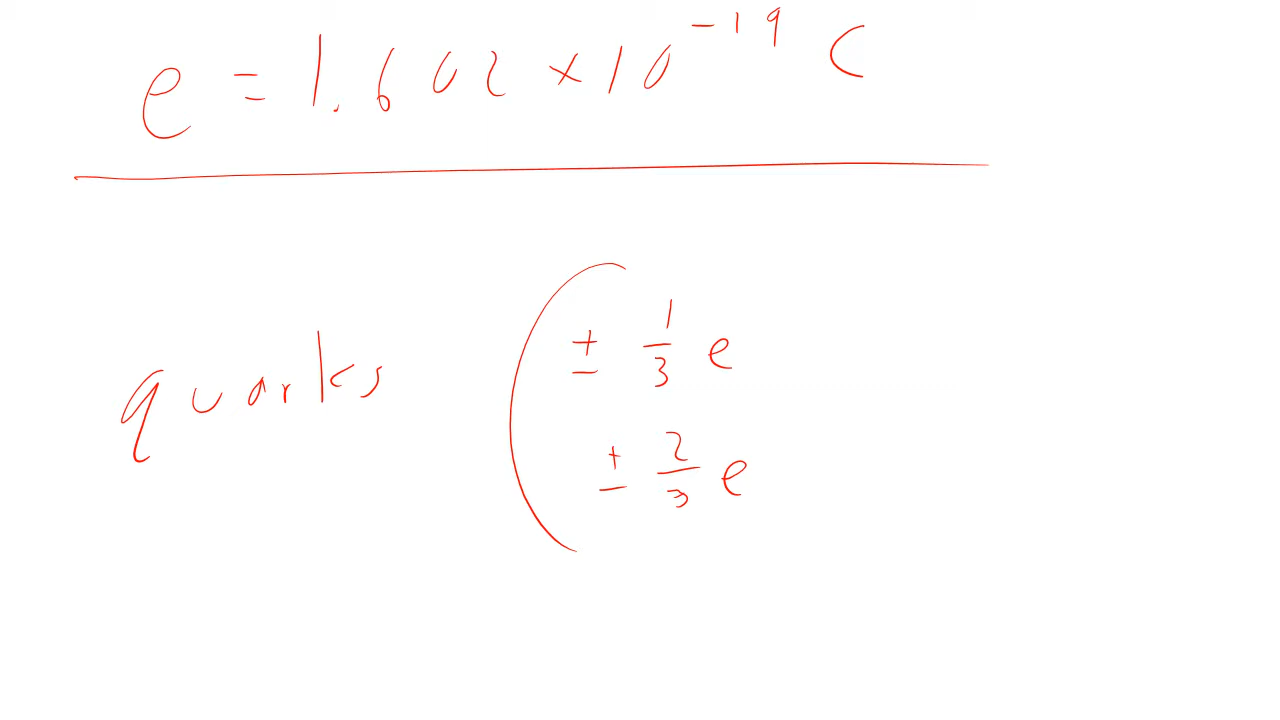 e = 1.602 × 10⁻¹⁹ C
quarks
± 1/3 e
± 2/3 e